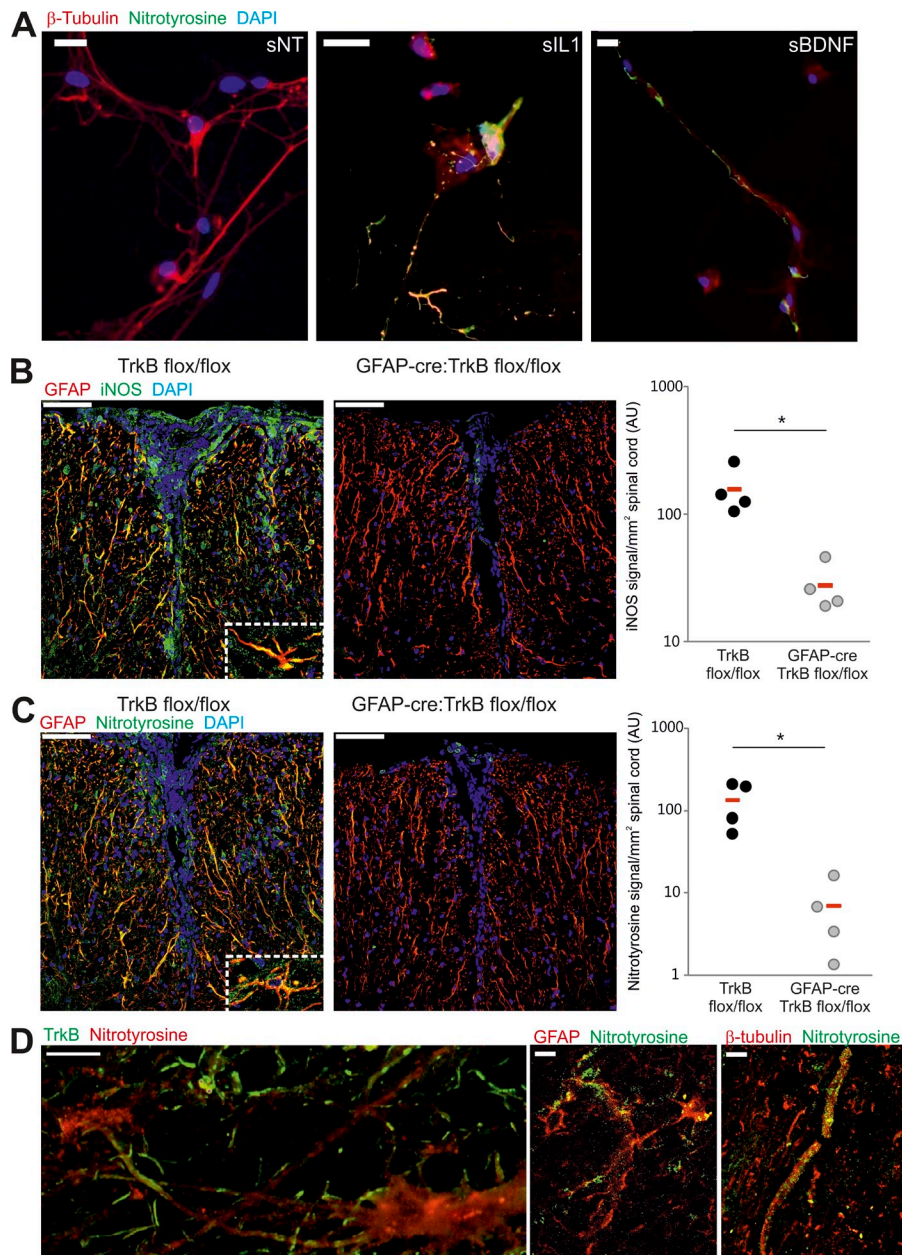 A
β-Tubulin Nitrotyrosine DAPI
sNT
sIL1
sBDNF
B
TrkB flox/flox
GFAP-cre:TrkB flox/flox
GFAP iNOS DAPI
iNOS signal/mm² spinal cord (AU)
1000
100
10
*
TrkB
flox/flox
GFAP-cre
TrkB flox/flox
C
TrkB flox/flox
GFAP-cre:TrkB flox/flox
GFAP Nitrotyrosine DAPI
Nitrotyrosine signal/mm² spinal cord (AU)
1000
100
10
1
*
TrkB
flox/flox
GFAP-cre
TrkB flox/flox
D
TrkB Nitrotyrosine
GFAP Nitrotyrosine
β-tubulin Nitrotyrosine